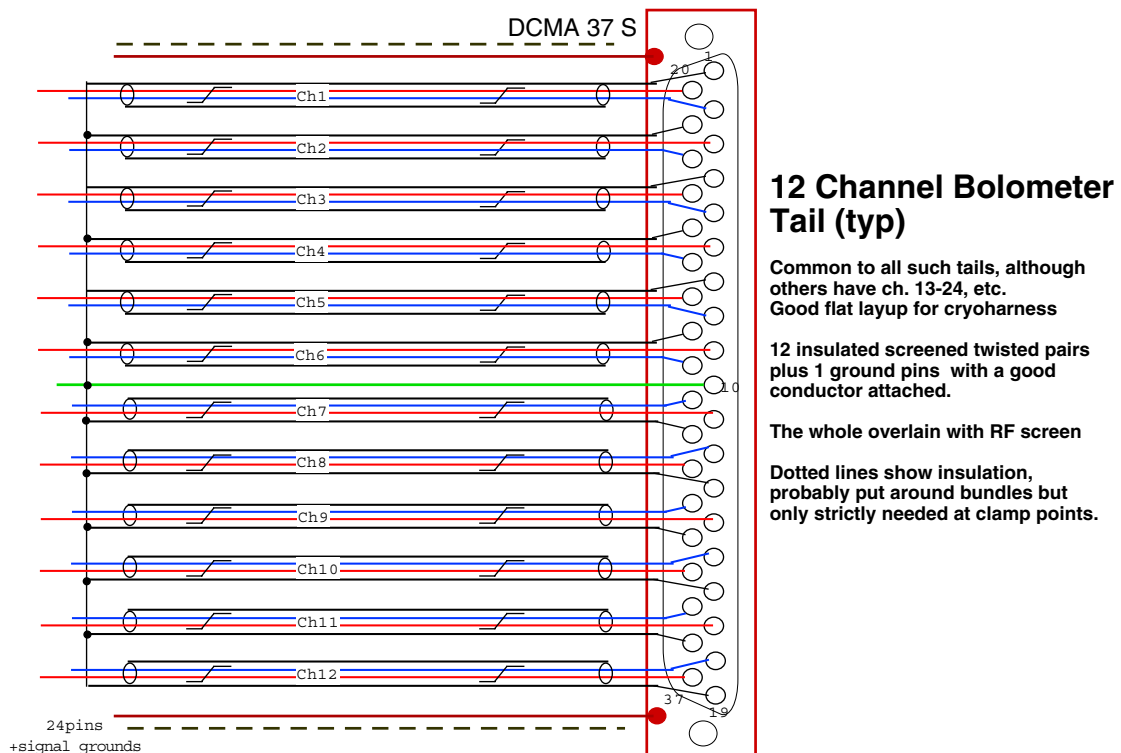 DCMA 37 S
1
20
Ch1
Ch2
Ch3
Ch4
Ch5
Ch6
10
Ch7
Ch8
Ch9
Ch10
Ch11
Ch12
37
19
24pins
+signal grounds
12 Channel Bolometer
Tail (typ)
Common to all such tails, although
others have ch. 13-24, etc.
Good flat layup for cryoharness
12 insulated screened twisted pairs
plus 1 ground pins with a good
conductor attached.
The whole overlain with RF screen
Dotted lines show insulation,
probably put around bundles but
only strictly needed at clamp points.